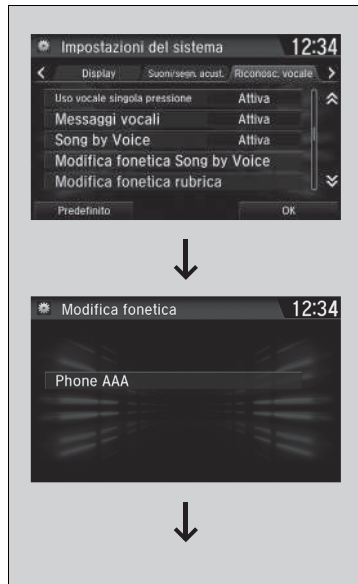 Impostazioni del sistema 12:34
Display Suoni/segn. acust. Riconosc. vocale
Uso vocale singola pressione Attiva
Messaggi vocali Attiva
Song by Voice Attiva
Modifica fonetica Song by Voice
Modifica fonetica rubrica
Predefinito OK
Modifica fonetica 12:34
Phone AAA